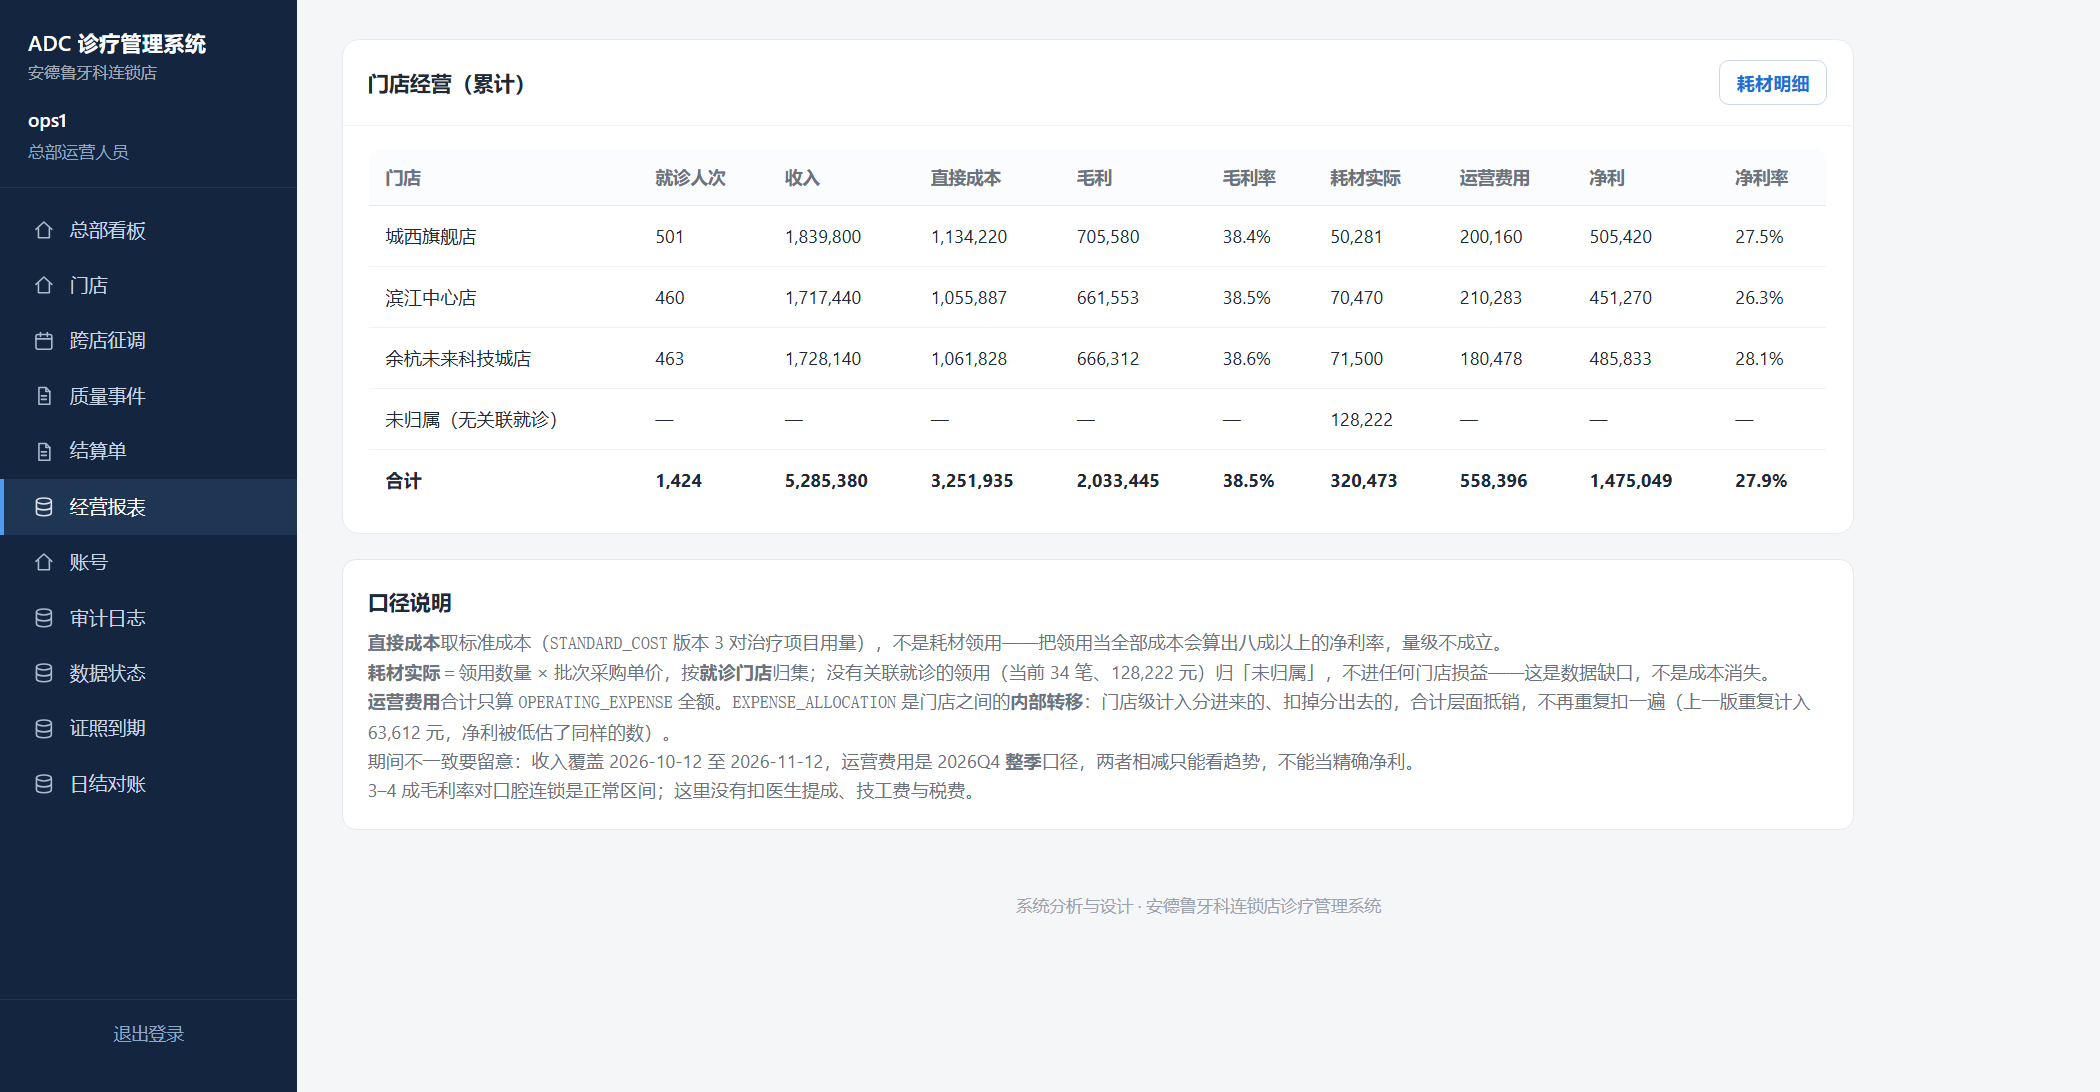 ADC 诊疗管理系统
安德鲁牙科连锁店
ops1
总部运营人员
总部看板
门店
跨店征调
质量事件
结算单
经营报表
账号
审计日志
数据状态
证照到期
日结对账
退出登录
门店经营（累计）
耗材明细
门店 就诊人次 收入 直接成本 毛利 毛利率 耗材实际 运营费用 净利 净利率
城西旗舰店 501 1,839,800 1,134,220 705,580 38.4% 50,281 200,160 505,420 27.5%
滨江中心店 460 1,717,440 1,055,887 661,553 38.5% 70,470 210,283 451,270 26.3%
余杭未来科技城店 463 1,728,140 1,061,828 666,312 38.6% 71,500 180,478 485,833 28.1%
未归属（无关联就诊） — — — — — 128,222 — — —
合计 1,424 5,285,380 3,251,935 2,033,445 38.5% 320,473 558,396 1,475,049 27.9%
口径说明
直接成本取标准成本（STANDARD_COST 版本 3 对治疗项目用量），不是耗材领用——把领用当全部成本会算出八成以上的净利率，量级不成立。
耗材实际 = 领用数量 × 批次采购单价，按就诊门店归集；没有关联就诊的领用（当前 34 笔、128,222 元）归「未归属」，不进任何门店损益——这是数据缺口，不是成本消失。
运营费用合计只算 OPERATING_EXPENSE 全额。EXPENSE_ALLOCATION 是门店之间的内部转移：门店级计入分进来的、扣掉分出去的，合计层面抵销，不再重复扣一遍（上一版重复计入
63,612 元，净利被低估了同样的数）。
期间不一致要留意：收入覆盖 2026-10-12 至 2026-11-12，运营费用是 2026Q4 整季口径，两者相减只能看趋势，不能当精确净利。
3–4 成毛利率对口腔连锁是正常区间；这里没有扣医生提成、技工费与税费。
系统分析与设计 · 安德鲁牙科连锁店诊疗管理系统